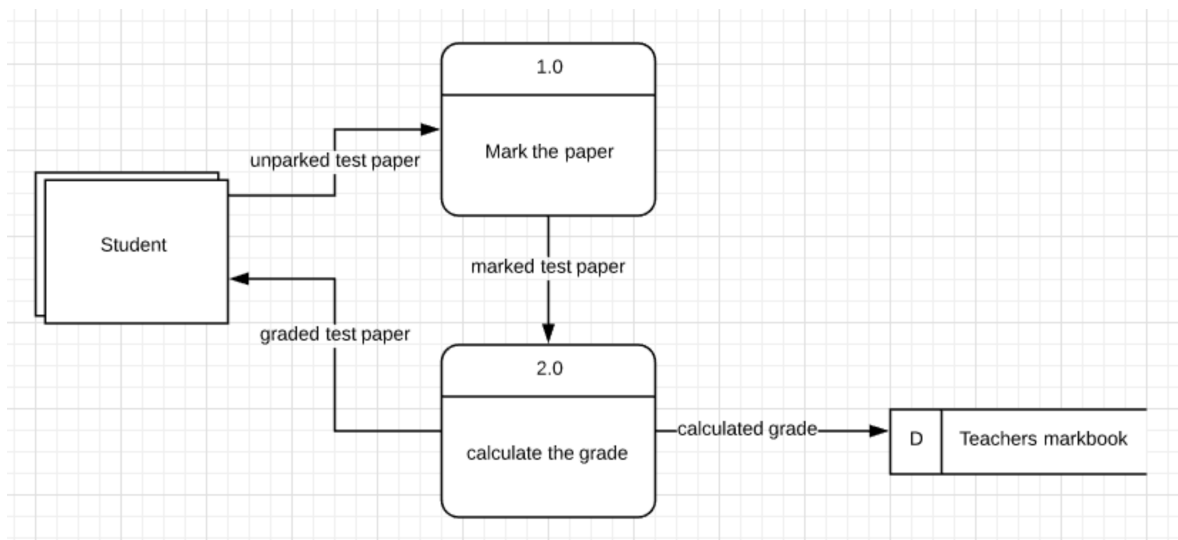 1.0
Mark the paper
unparked test paper
Student
marked test paper
graded test paper
2.0
calculate the grade
calculated grade
D
Teachers markbook